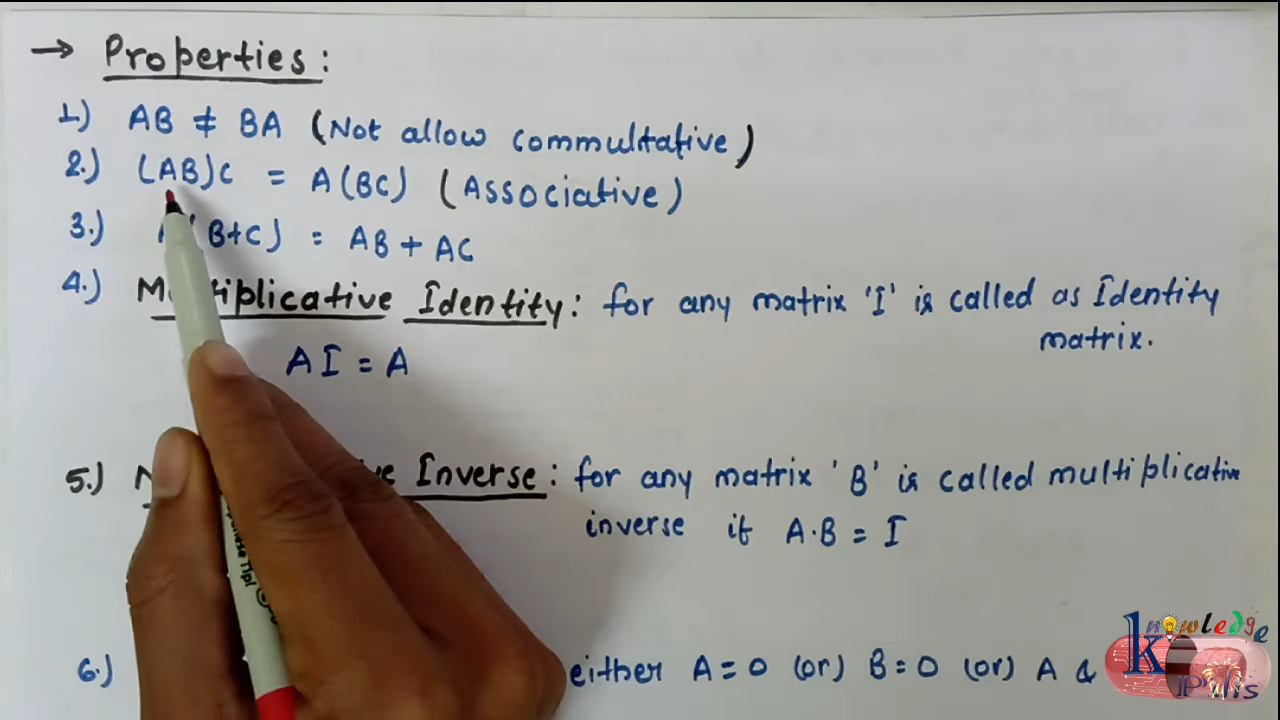 → Properties:
1.) AB ≠ BA (Not allow commultative)
2.) (AB)C = A(BC) (Associative)
3.) B+C) = AB + AC
4.) Multiplicative Identity: for any matrix 'I' is called as Identity
matrix.
AI = A
5.) Inverse: for any matrix 'B' is called multiplicative
inverse if A·B = I
6.) either A=0 (or) B=0 (or) A &
knowledge